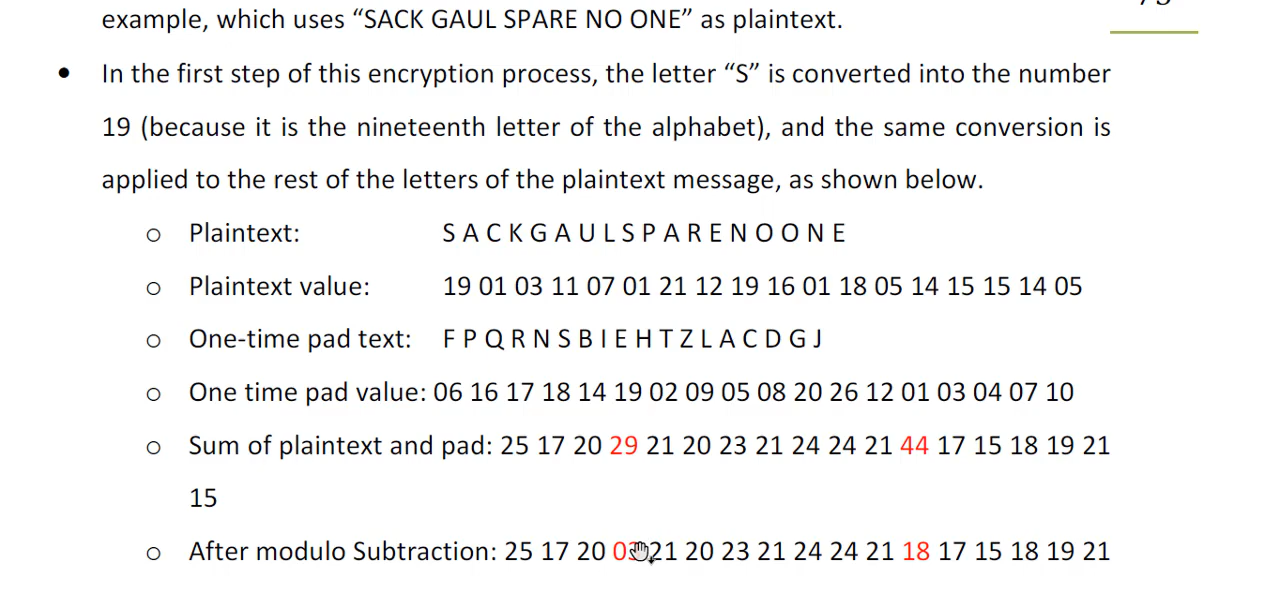 example, which uses “SACK GAUL SPARE NO ONE” as plaintext.
• In the first step of this encryption process, the letter “S” is converted into the number
19 (because it is the nineteenth letter of the alphabet), and the same conversion is
applied to the rest of the letters of the plaintext message, as shown below.
o Plaintext: S A C K G A U L S P A R E N O O N E
o Plaintext value: 19 01 03 11 07 01 21 12 19 16 01 18 05 14 15 15 14 05
o One-time pad text: F P Q R N S B I E H T Z L A C D G J
o One time pad value: 06 16 17 18 14 19 02 09 05 08 20 26 12 01 03 04 07 10
o Sum of plaintext and pad: 25 17 20 29 21 20 23 21 24 24 21 44 17 15 18 19 21
15
o After modulo Subtraction: 25 17 20 03 21 20 23 21 24 24 21 18 17 15 18 19 21